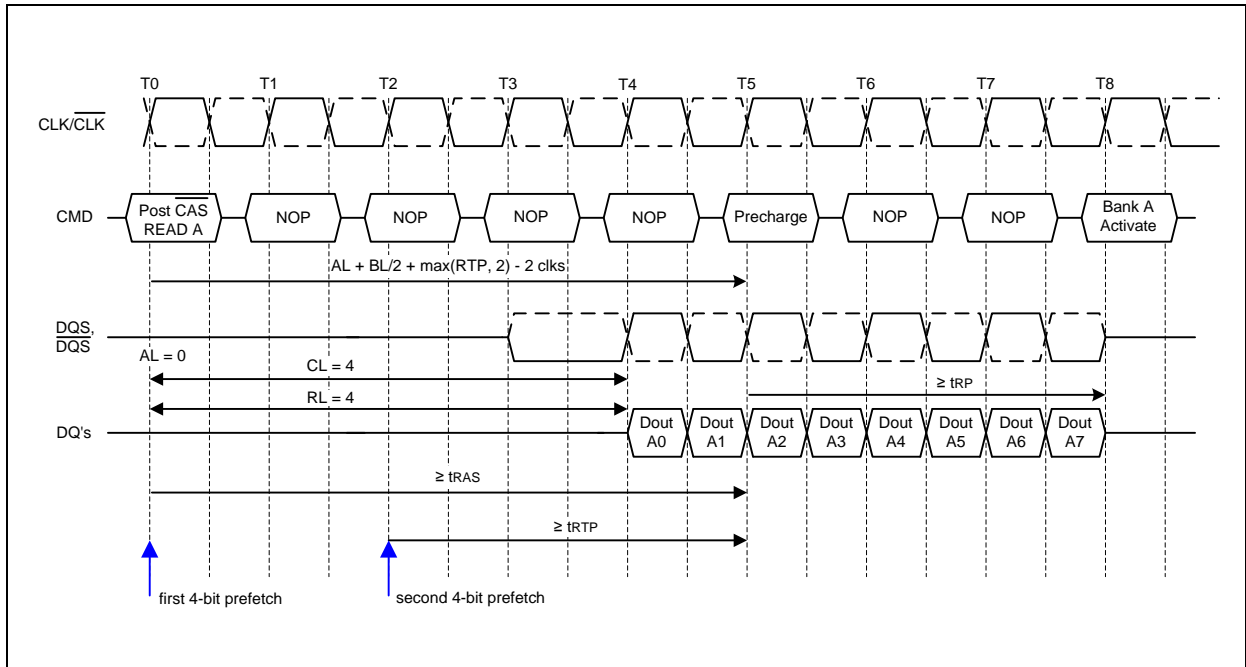 T0 T1 T2 T3 T4 T5 T6 T7 T8
CLK/CLK
CMD
Post CAS
READ A
NOP
NOP
NOP
NOP
Precharge
NOP
NOP
Bank A
Activate
AL + BL/2 + max(RTP, 2) - 2 clks
DQS,
DQS
AL = 0
CL = 4
≥ tRP
RL = 4
DQ's
Dout
A0
Dout
A1
Dout
A2
Dout
A3
Dout
A4
Dout
A5
Dout
A6
Dout
A7
≥ tRAS
≥ tRTP
first 4-bit prefetch
second 4-bit prefetch